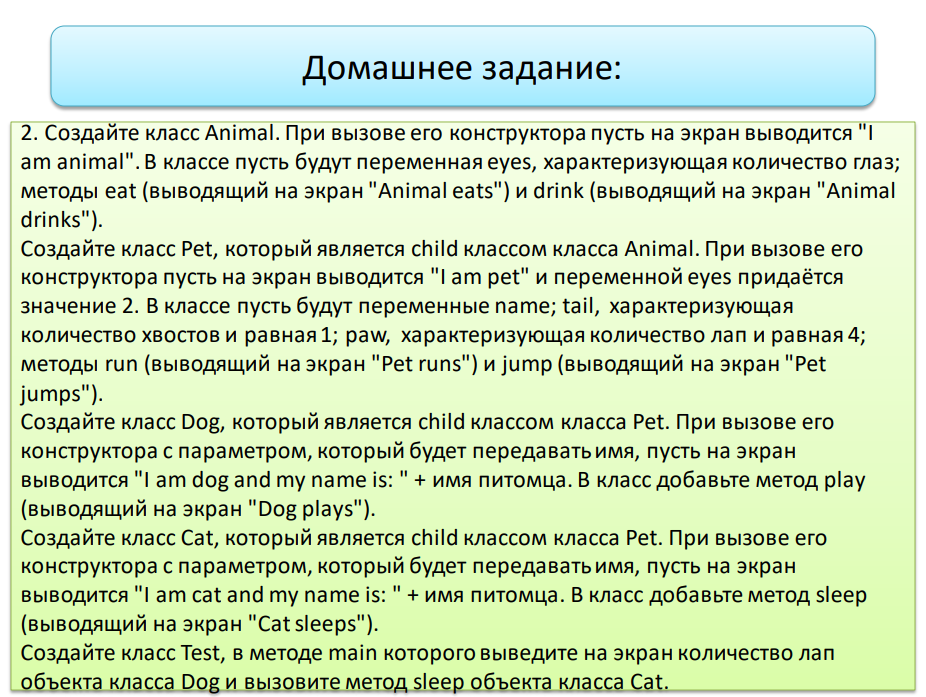 Домашнее задание:
2. Создайте класс Animal. При вызове его конструктора пусть на экран выводится "I
am animal". В классе пусть будут переменная eyes, характеризующая количество глаз;
методы eat (выводящий на экран "Animal eats") и drink (выводящий на экран "Animal
drinks").
Создайте класс Pet, который является child классом класса Animal. При вызове его
конструктора пусть на экран выводится "I am pet" и переменной eyes придаётся
значение 2. В классе пусть будут переменные name; tail, характеризующая
количество хвостов и равная 1; paw, характеризующая количество лап и равная 4;
методы run (выводящий на экран "Pet runs") и jump (выводящий на экран "Pet
jumps").
Создайте класс Dog, который является child классом класса Pet. При вызове его
конструктора с параметром, который будет передавать имя, пусть на экран
выводится "I am dog and my name is: " + имя питомца. В класс добавьте метод play
(выводящий на экран "Dog plays").
Создайте класс Cat, который является child классом класса Pet. При вызове его
конструктора с параметром, который будет передавать имя, пусть на экран
выводится "I am cat and my name is: " + имя питомца. В класс добавьте метод sleep
(выводящий на экран "Cat sleeps").
Создайте класс Test, в методе main которого выведите на экран количество лап
объекта класса Dog и вызовите метод sleep объекта класса Cat.